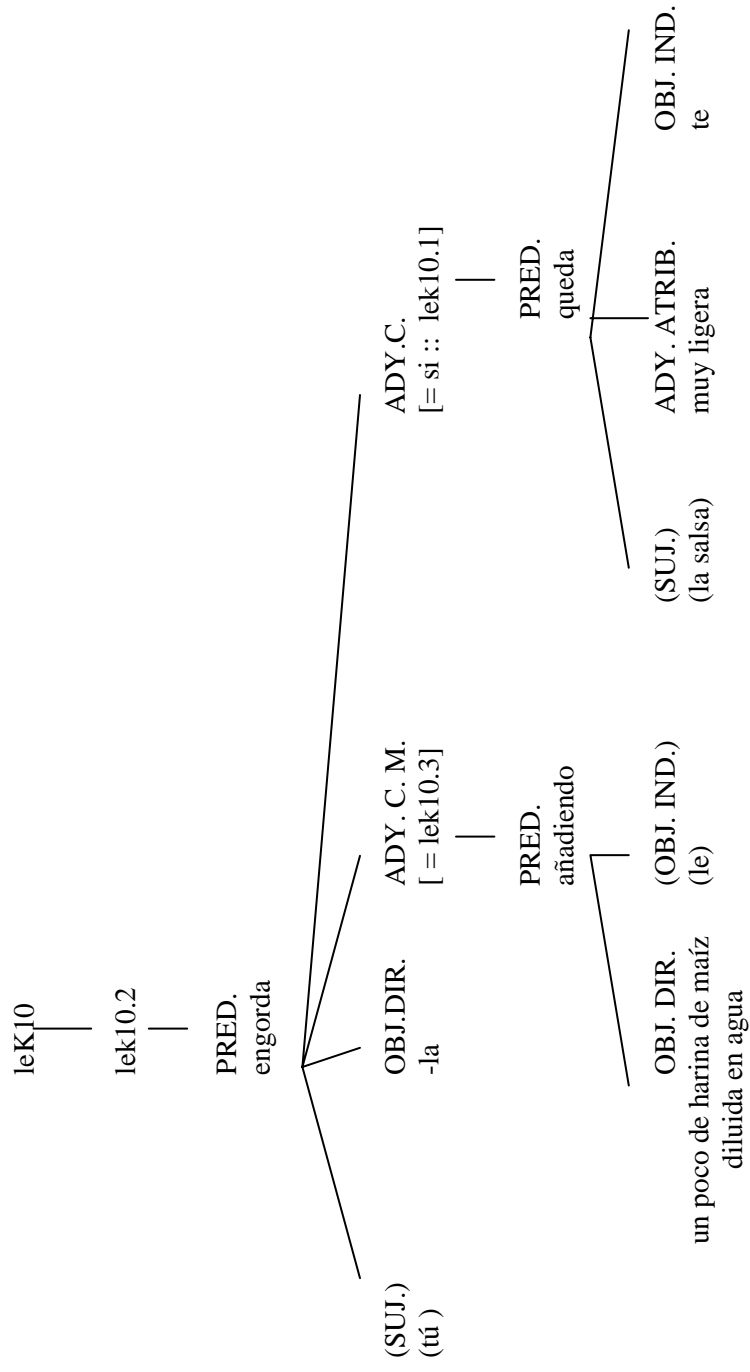 leK10
lek10.2
PRED.
engorda
(SUJ.)
(tú )
OBJ.DIR.
-la
ADY. C. M.
[ = lek10.3]
ADY.C.
[= si :: lek10.1]
PRED.
añadiendo
PRED.
queda
OBJ. DIR.
un poco de harina de maíz
diluida en agua
(OBJ. IND.)
(le)
(SUJ.)
(la salsa)
ADY. ATRIB.
muy ligera
OBJ. IND.
te